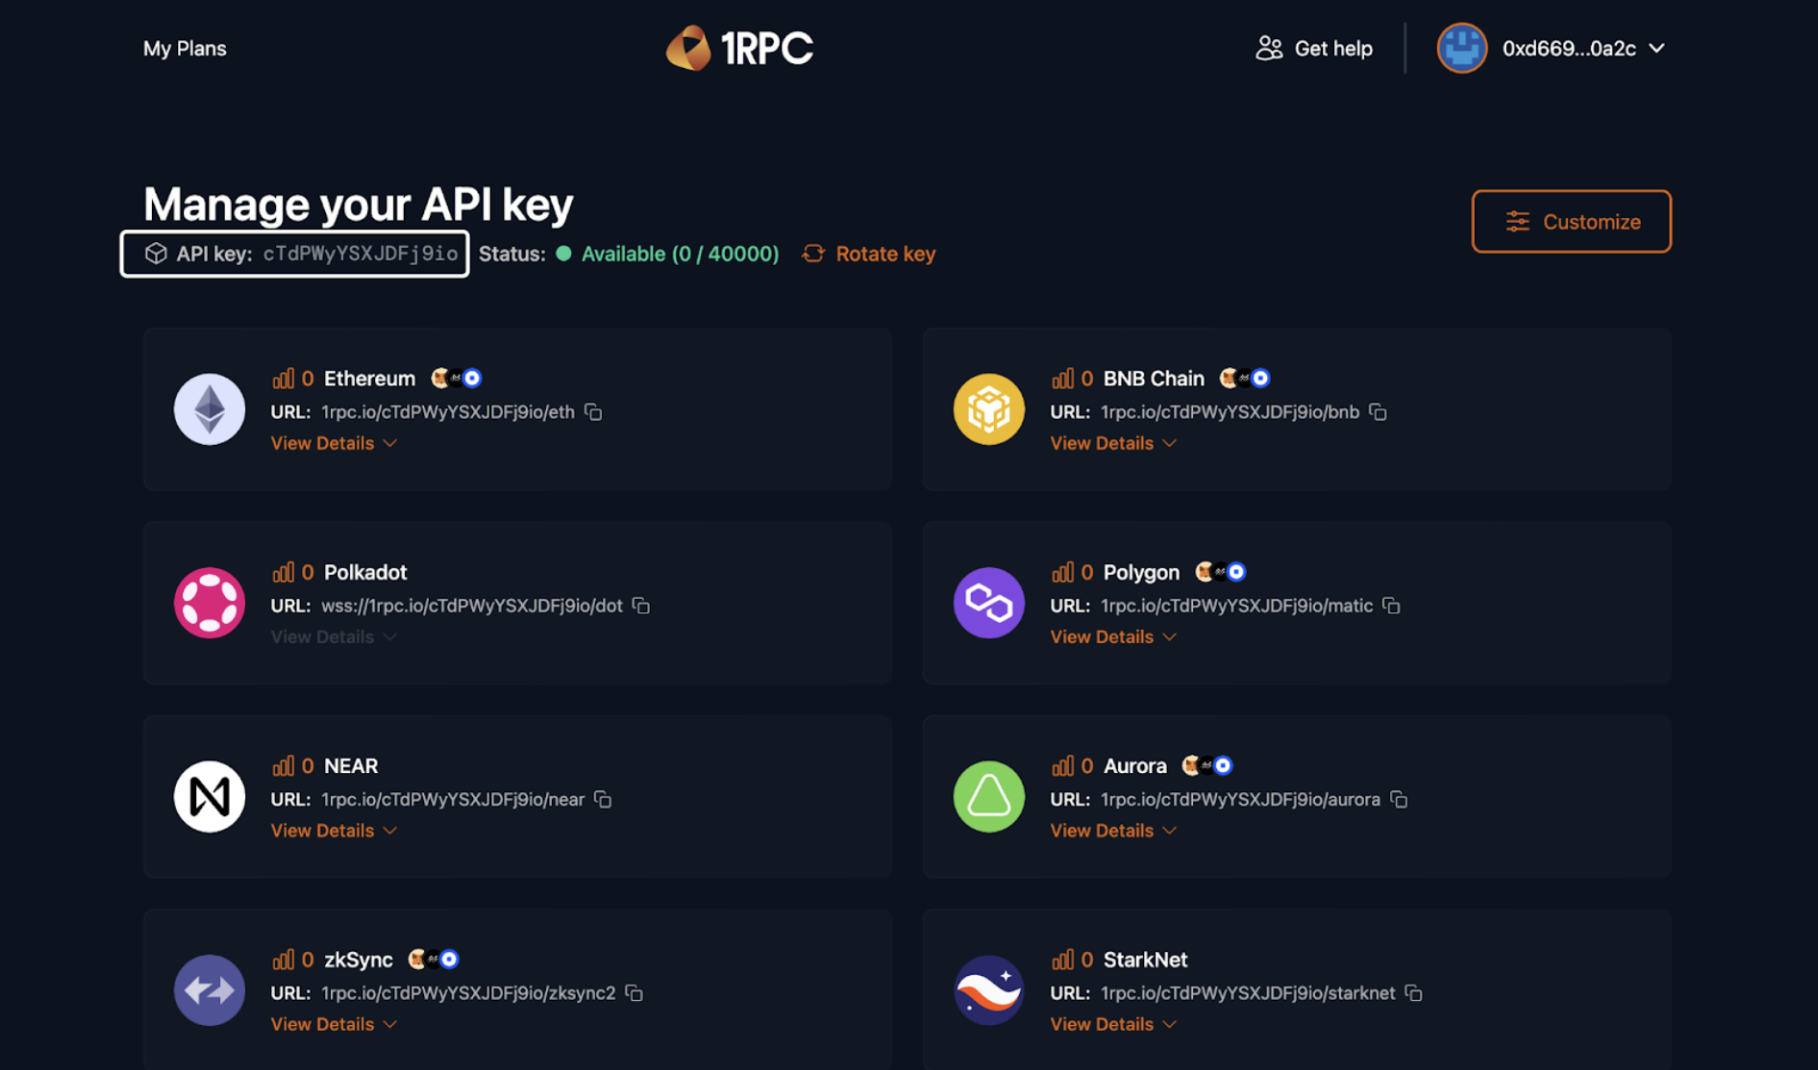 My Plans
1RPC
Get help
0xd669...0a2c
Manage your API key
Customize
API key: cTdPWyYSXJDFj9io Status: Available (0 / 40000) Rotate key
0 Ethereum
URL: 1rpc.io/cTdPWyYSXJDFj9io/eth
View Details
0 BNB Chain
URL: 1rpc.io/cTdPWyYSXJDFj9io/bnb
View Details
0 Polkadot
URL: wss://1rpc.io/cTdPWyYSXJDFj9io/dot
View Details
0 Polygon
URL: 1rpc.io/cTdPWyYSXJDFj9io/matic
View Details
0 NEAR
URL: 1rpc.io/cTdPWyYSXJDFj9io/near
View Details
0 Aurora
URL: 1rpc.io/cTdPWyYSXJDFj9io/aurora
View Details
0 zkSync
URL: 1rpc.io/cTdPWyYSXJDFj9io/zksync2
View Details
0 StarkNet
URL: 1rpc.io/cTdPWyYSXJDFj9io/starknet
View Details